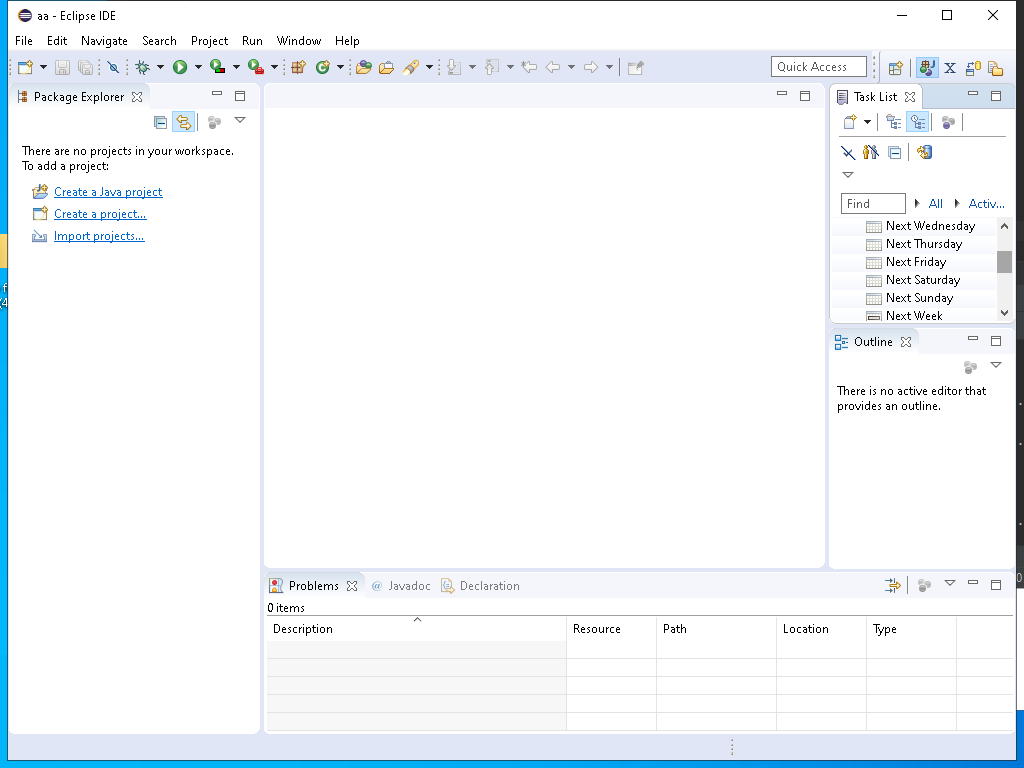 aa - Eclipse IDE
File Edit Navigate Search Project Run Window Help
Quick Access
Package Explorer
There are no projects in your workspace.
To add a project:
Create a Java project
Create a project...
Import projects...
Task List
Find All Activ...
Next Wednesday
Next Thursday
Next Friday
Next Saturday
Next Sunday
Next Week
Outline
There is no active editor that
provides an outline.
Problems @ Javadoc Declaration
0 items
Description Resource Path Location Type